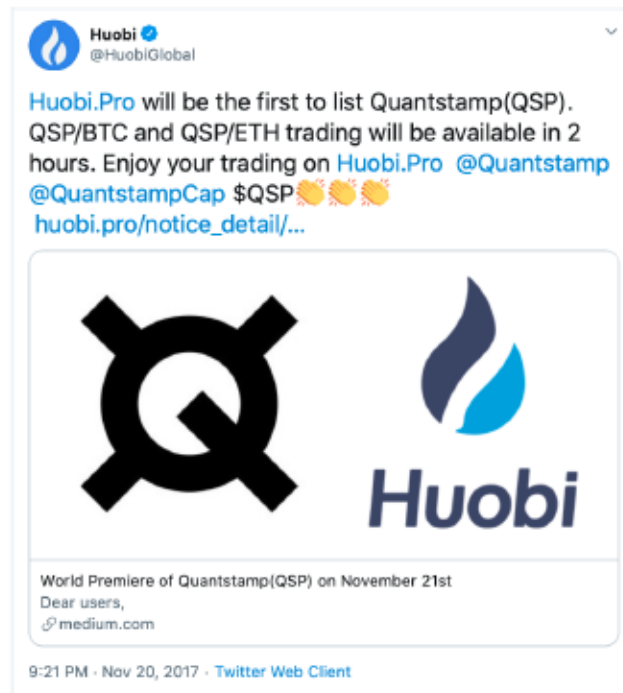 Huobi
@HuobiGlobal
Huobi.Pro will be the first to list Quantstamp(QSP).
QSP/BTC and QSP/ETH trading will be available in 2
hours. Enjoy your trading on Huobi.Pro @Quantstamp
@QuantstampCap $QSP👏👏👏
huobi.pro/notice_detail/...
Huobi
World Premiere of Quantstamp(QSP) on November 21st
Dear users,
medium.com
9:21 PM · Nov 20, 2017 · Twitter Web Client